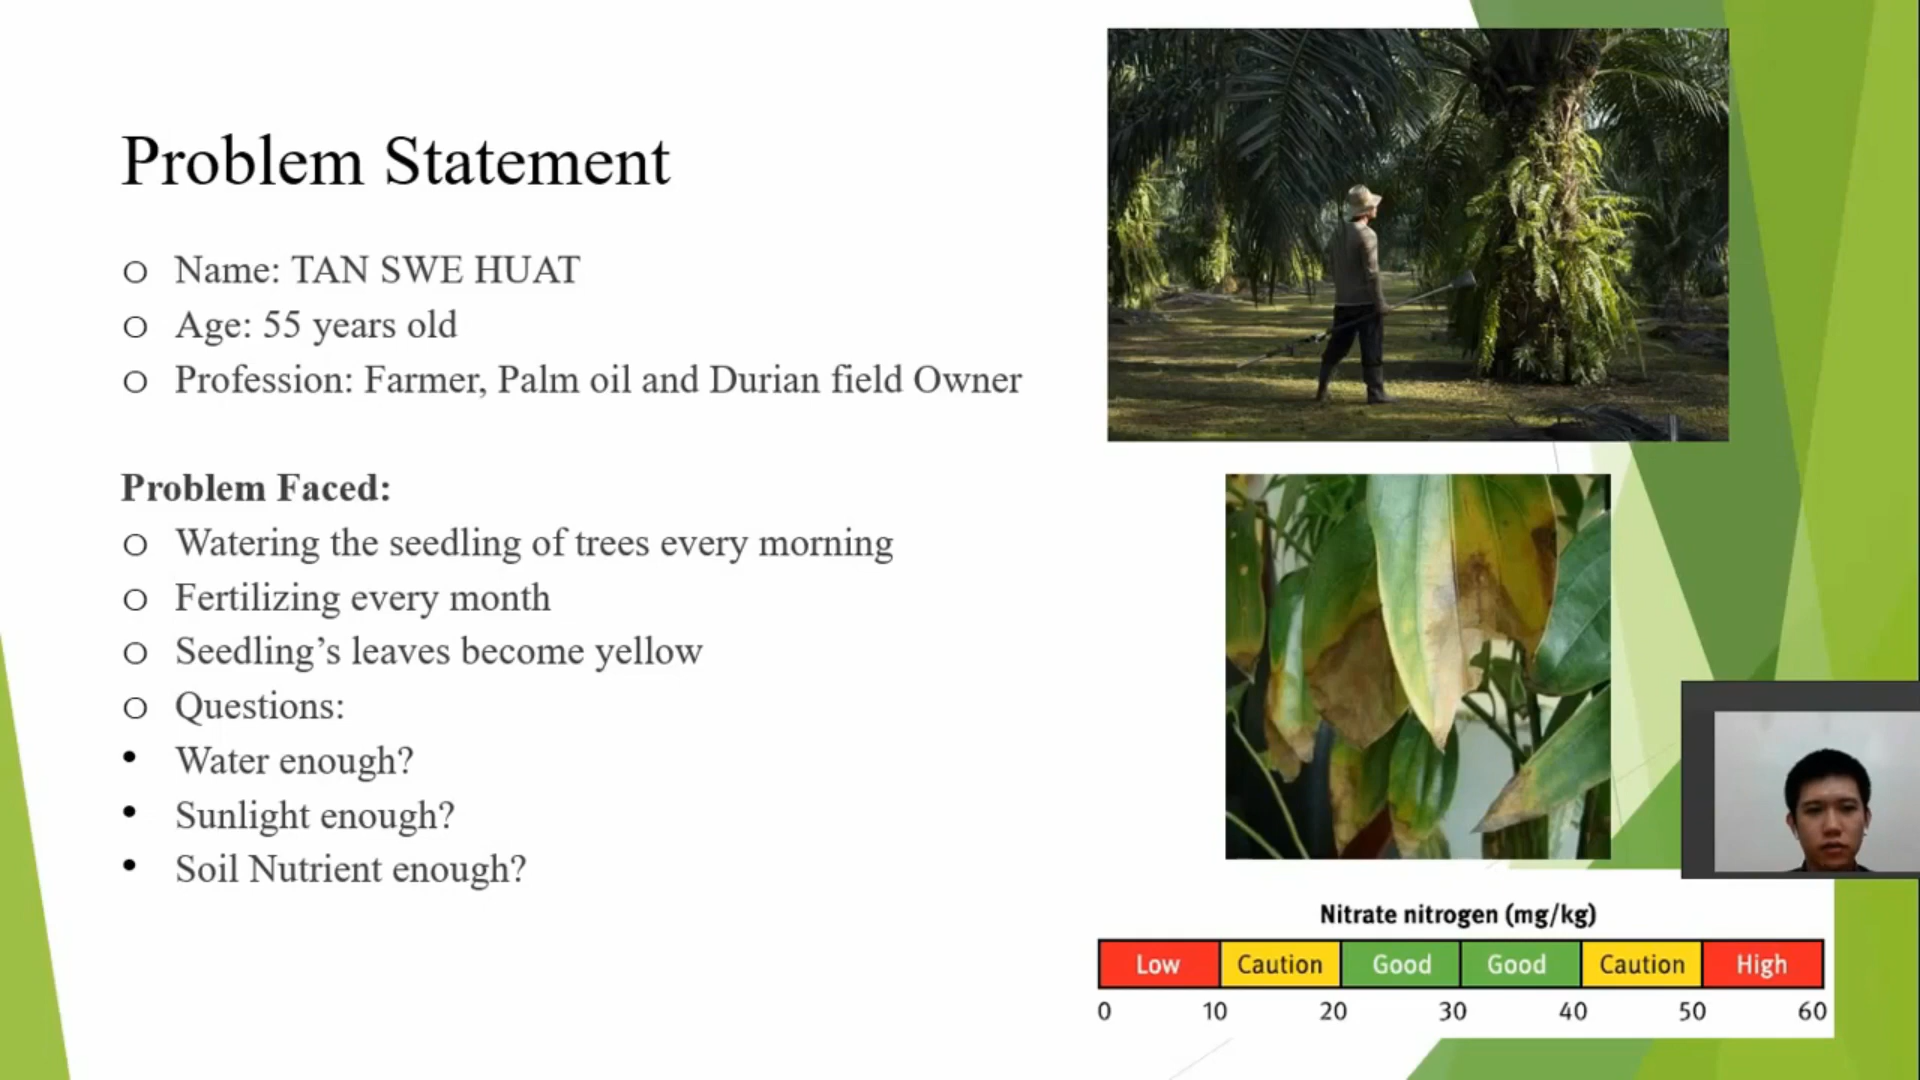 Problem Statement
Name: TAN SWE HUAT
Age: 55 years old
Profession: Farmer, Palm oil and Durian field Owner
Problem Faced:
Watering the seedling of trees every morning
Fertilizing every month
Seedling’s leaves become yellow
Questions:
Water enough?
Sunlight enough?
Soil Nutrient enough?
Nitrate nitrogen (mg/kg)
Low Caution Good Good Caution High
0 10 20 30 40 50 60